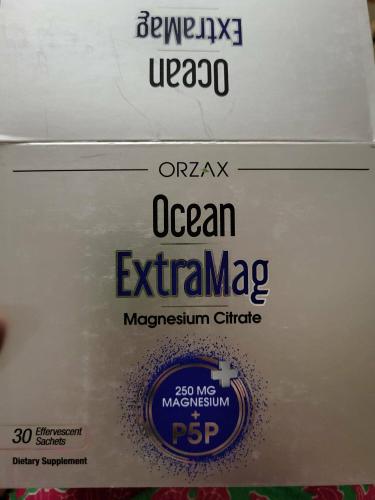 Ocean
ExtraMag
ORZAX
Ocean
ExtraMag
Magnesium Citrate
250 MG
MAGNESIUM
+
P5P
30 Effervescent
Sachets
Dietary Supplement